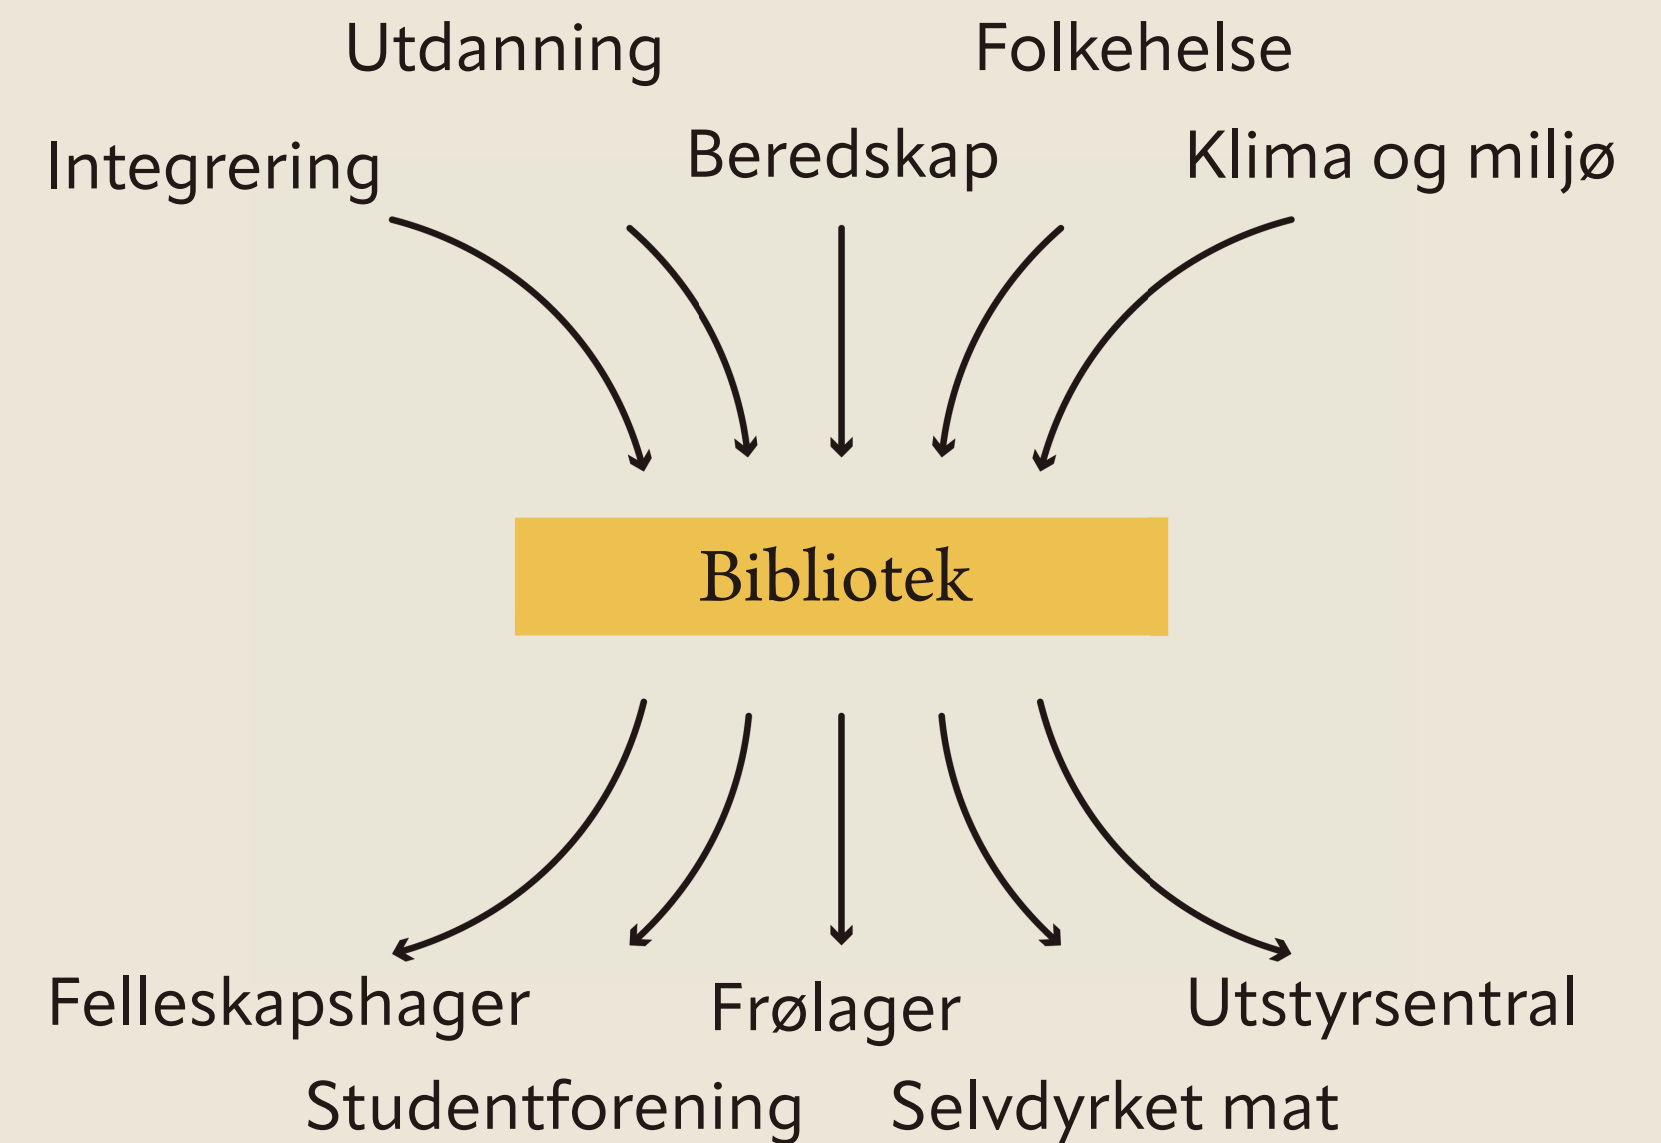 Utdanning Folkehelse
Integrering Beredskap Klima og miljø
Bibliotek
Felleskapshager Frølager Utstyrsentral
Studentforening Selvdyrket mat